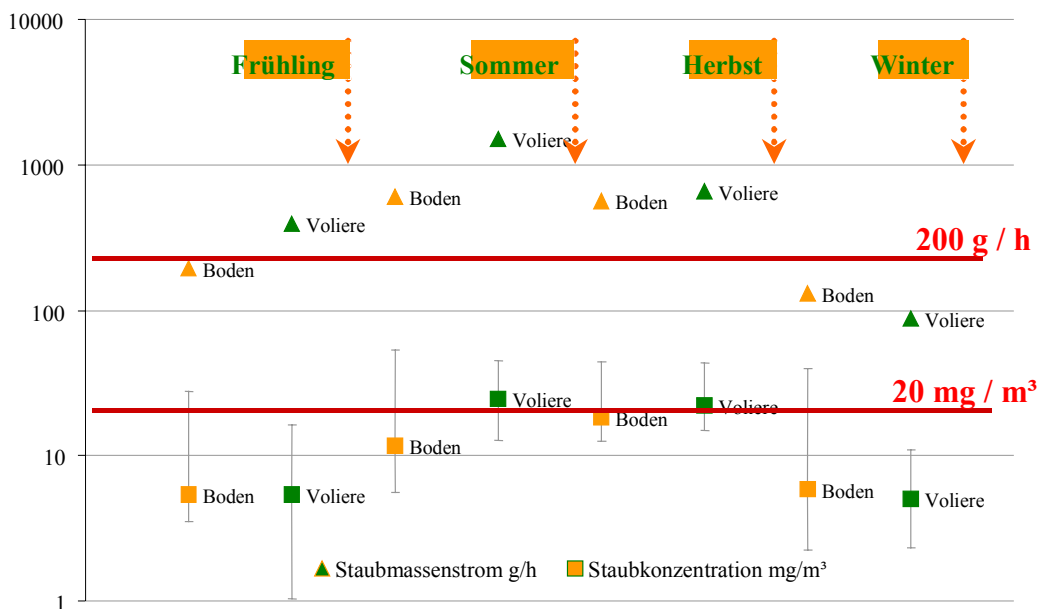 10000
Frühling Sommer Herbst Winter
Voliere
1000
Boden Boden Voliere
Voliere
200 g / h
Boden
Boden
100
Voliere
20 mg / m³
Voliere Voliere
Boden
Boden
10
Boden Voliere Boden Voliere
Staubmassenstrom g/h Staubkonzentration mg/m³
1